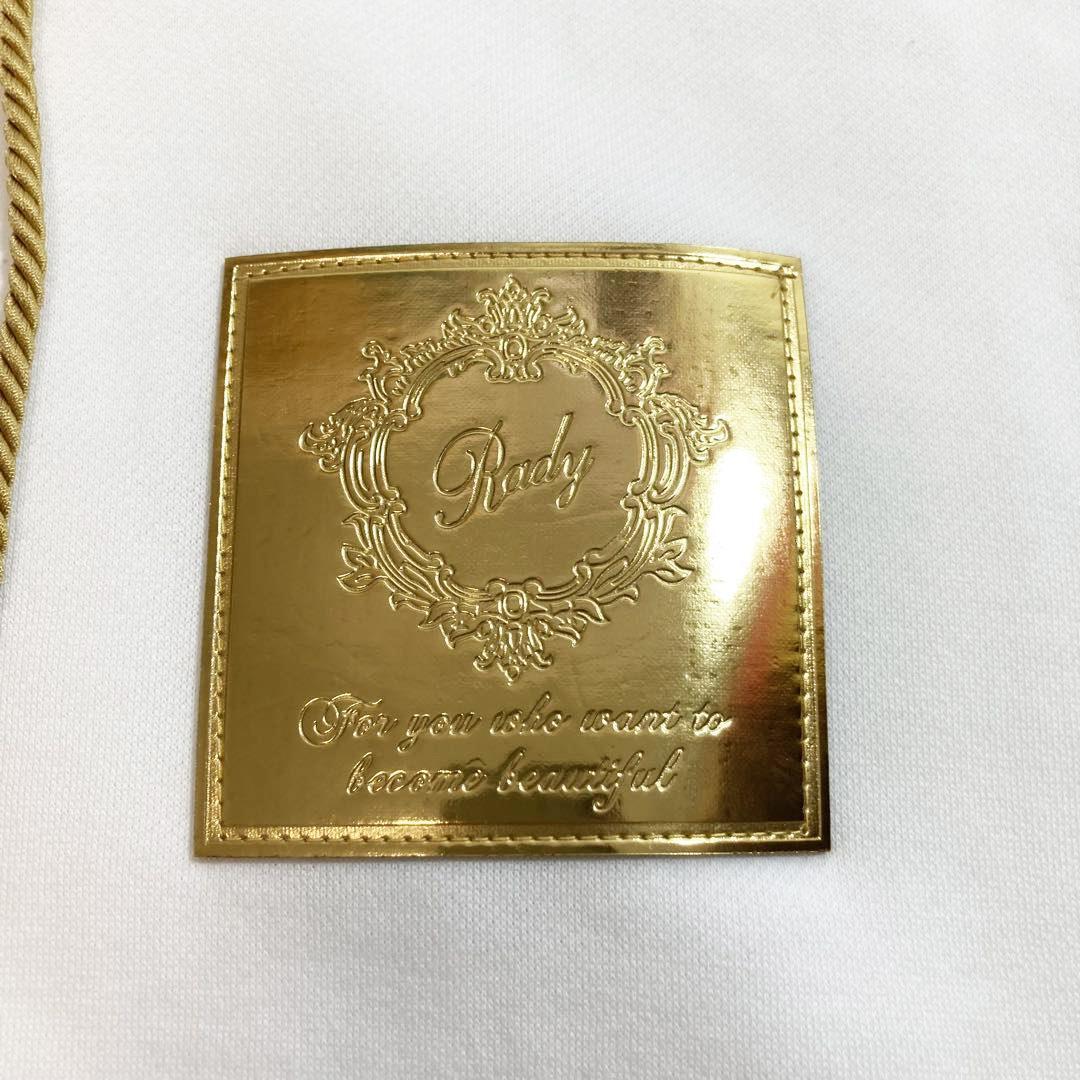 Rady
For you who want to
become beautiful